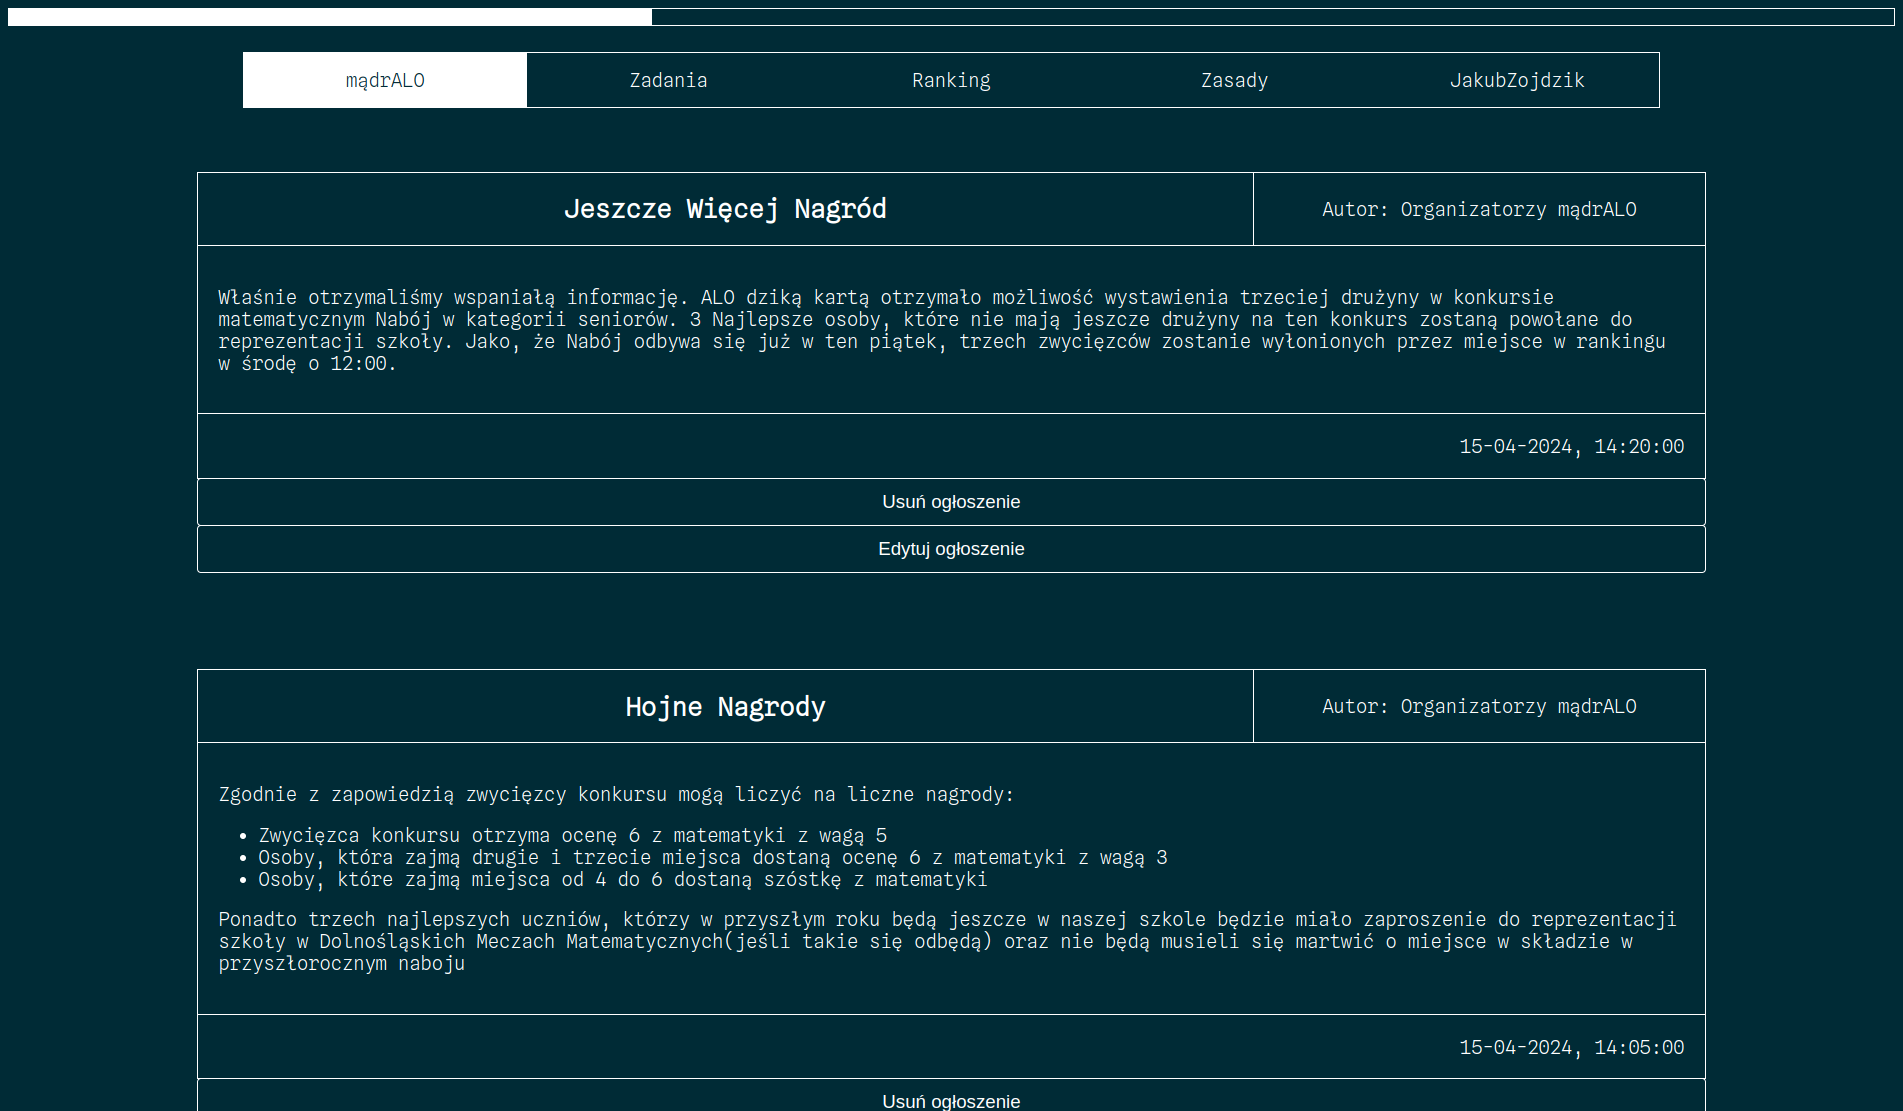 mądrALO
Zadania
Ranking
Zasady
JakubZojdzik
Jeszcze Więcej Nagród
Autor: Organizatorzy mądrALO
Właśnie otrzymaliśmy wspaniałą informację. ALO dziką kartą otrzymało możliwość wystawienia trzeciej drużyny w konkursie
matematycznym Nabój w kategorii seniorów. 3 Najlepsze osoby, które nie mają jeszcze drużyny na ten konkurs zostaną powołane do
reprezentacji szkoły. Jako, że Nabój odbywa się już w ten piątek, trzech zwycięzców zostanie wyłonionych przez miejsce w rankingu
w środę o 12:00.
15-04-2024, 14:20:00
Usuń ogłoszenie
Edytuj ogłoszenie
Hojne Nagrody
Autor: Organizatorzy mądrALO
Zgodnie z zapowiedzią zwycięzcy konkursu mogą liczyć na liczne nagrody:
• Zwycięzca konkursu otrzyma ocenę 6 z matematyki z wagą 5
• Osoby, która zajmą drugie i trzecie miejsca dostaną ocenę 6 z matematyki z wagą 3
• Osoby, które zajmą miejsca od 4 do 6 dostaną szóstkę z matematyki
Ponadto trzech najlepszych uczniów, którzy w przyszłym roku będą jeszcze w naszej szkole będzie miało zaproszenie do reprezentacji
szkoły w Dolnośląskich Meczach Matematycznych(jeśli takie się odbędą) oraz nie będą musieli się martwić o miejsce w składzie w
przyszłorocznym naboju
15-04-2024, 14:05:00
Usuń ogłoszenie